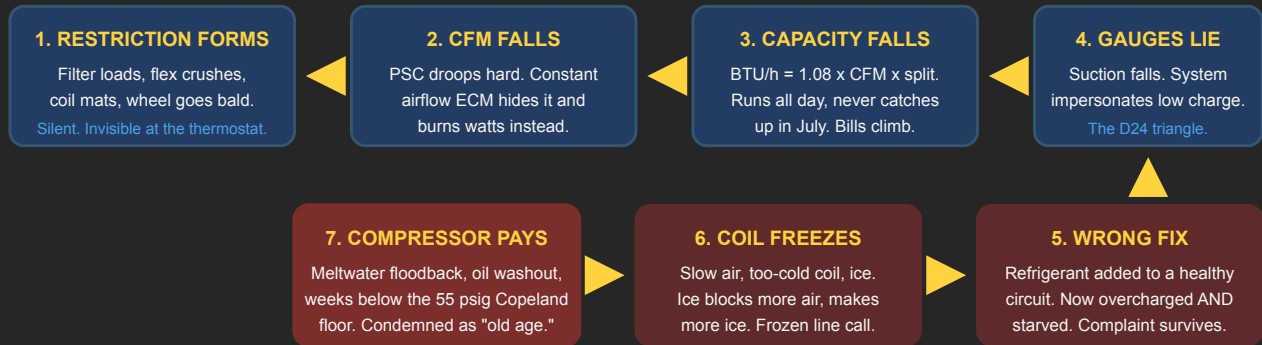 1. RESTRICTION FORMS
Filter loads, flex crushes,
coil mats, wheel goes bald.
Silent. Invisible at the thermostat.
2. CFM FALLS
PSC droops hard. Constant
airflow ECM hides it and
burns watts instead.
3. CAPACITY FALLS
BTU/h = 1.08 x CFM x split.
Runs all day, never catches
up in July. Bills climb.
4. GAUGES LIE
Suction falls. System
impersonates low charge.
The D24 triangle.
5. WRONG FIX
Refrigerant added to a healthy
circuit. Now overcharged AND
starved. Complaint survives.
6. COIL FREEZES
Slow air, too-cold coil, ice.
Ice blocks more air, makes
more ice. Frozen line call.
7. COMPRESSOR PAYS
Meltwater floodback, oil washout,
weeks below the 55 psig Copeland
floor. Condemned as "old age."